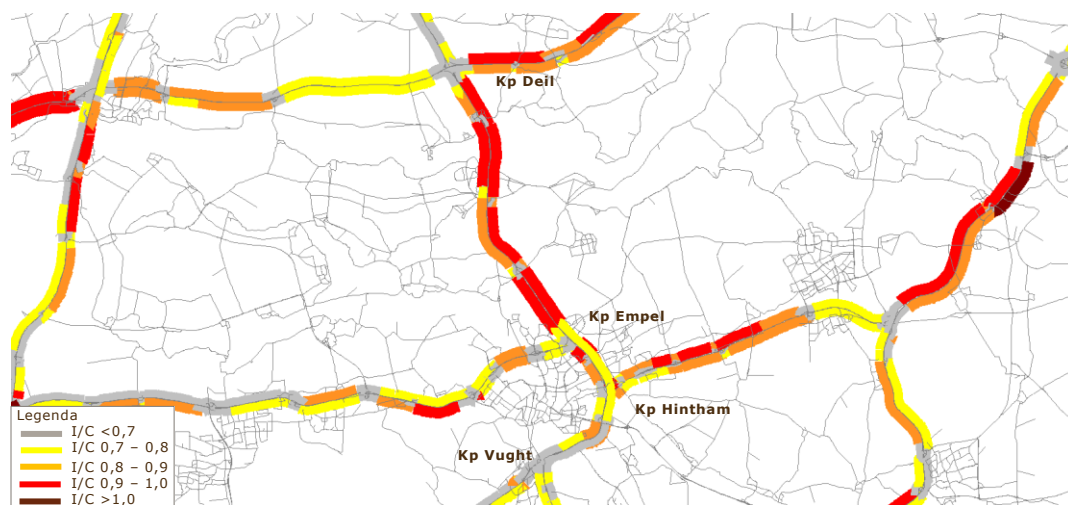 Kp Deil
Kp Empel
Kp Hintham
Kp Vught
Legenda
I/C <0,7
I/C 0,7 – 0,8
I/C 0,8 – 0,9
I/C 0,9 – 1,0
I/C >1,0